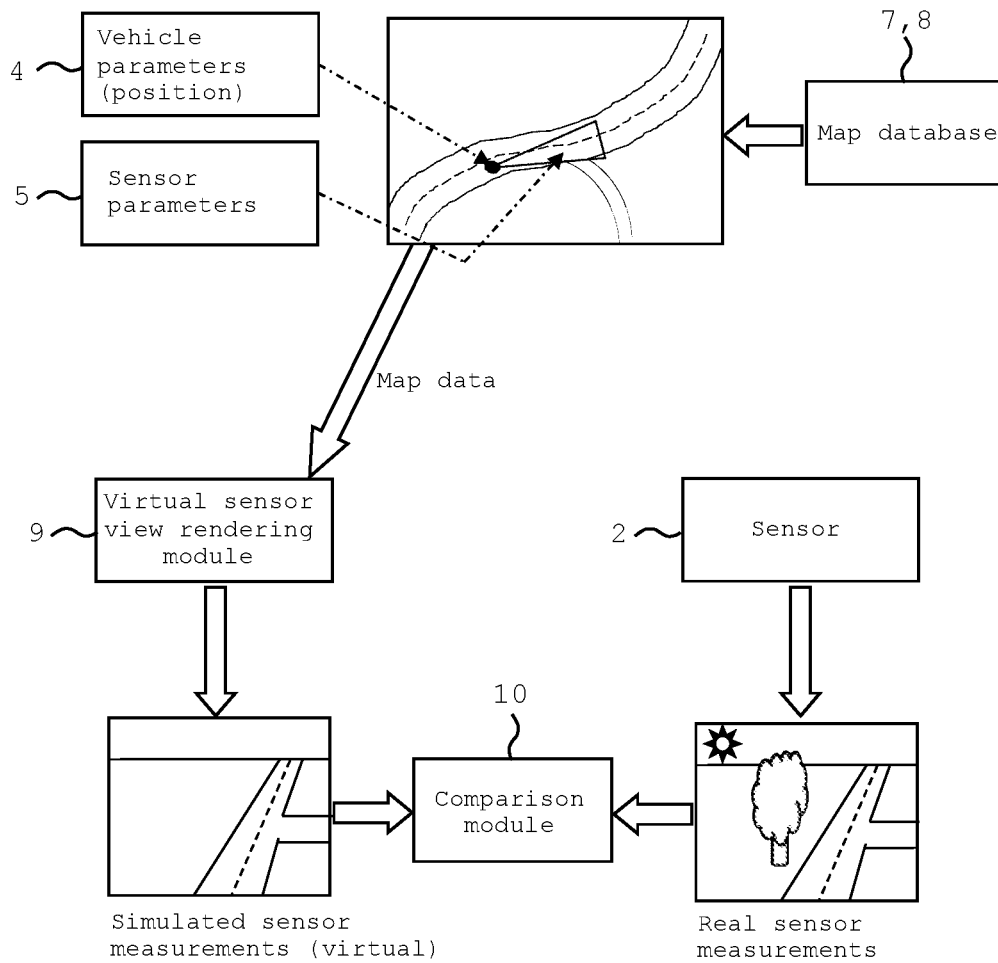 7,8
4
Vehicle
parameters
(position)
Map database
5
Sensor
parameters
Map data
9
Virtual sensor
view rendering
module
2
Sensor
10
Comparison
module
Simulated sensor
measurements (virtual)
Real sensor
measurements